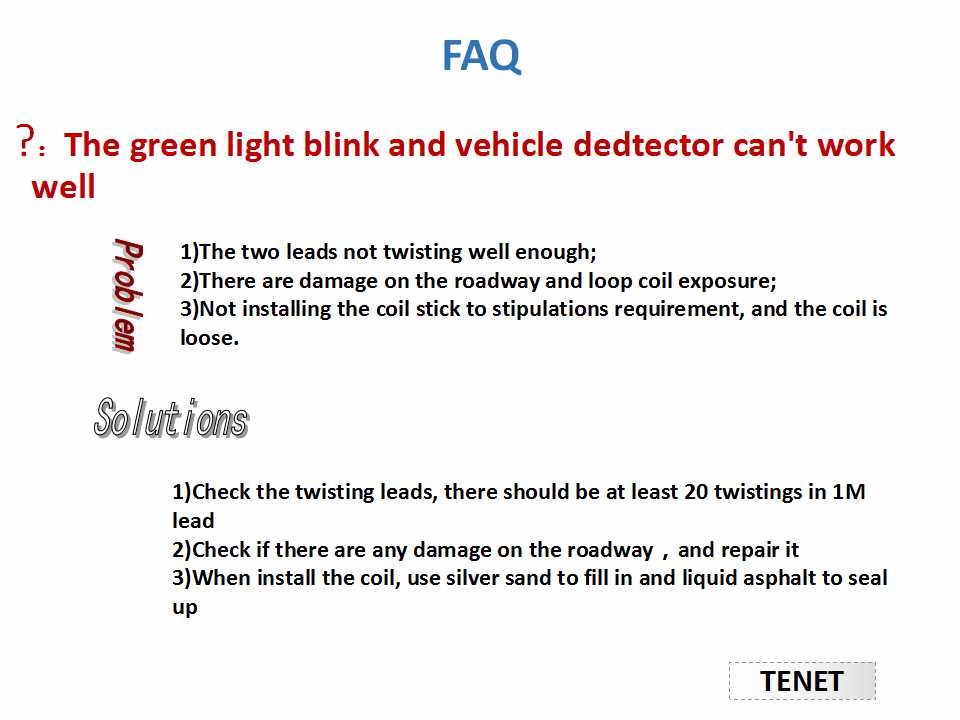 FAQ
?：The green light blink and vehicle dedtector can't work
well
Problem
1)The two leads not twisting well enough;
2)There are damage on the roadway and loop coil exposure;
3)Not installing the coil stick to stipulations requirement, and the coil is
loose.
Solutions
1)Check the twisting leads, there should be at least 20 twistings in 1M
lead
2)Check if there are any damage on the roadway，and repair it
3)When install the coil, use silver sand to fill in and liquid asphalt to seal
up
TENET